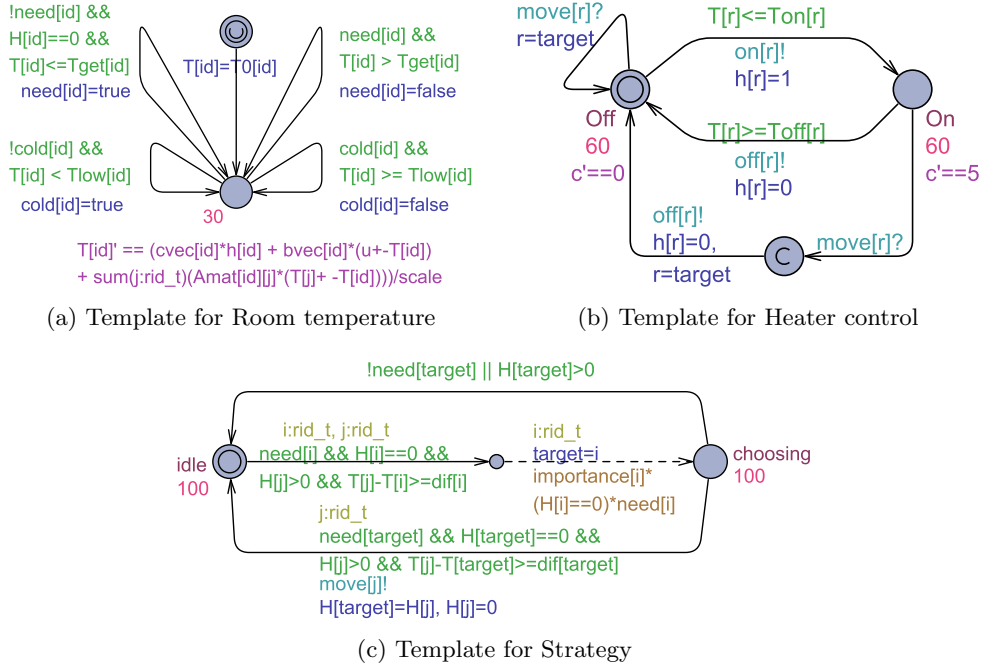 !need[id] &&
H[id]==0 &&
T[id]<=Tget[id]
need[id]=true
T[id]=T0[id]
need[id] &&
T[id] > Tget[id]
need[id]=false
!cold[id] &&
T[id] < Tlow[id]
cold[id]=true
cold[id] &&
T[id] >= Tlow[id]
cold[id]=false
30
T[id]' == (cvec[id]*h[id] + bvec[id]*(u+-T[id])
+ sum(j:rid_t)(Amat[id][j]*(T[j]+ -T[id])))/scale
(a) Template for Room temperature
move[r]?
r=target
T[r]<=Ton[r]
on[r]!
h[r]=1
Off
60
c'==0
T[r]>=Toff[r]
off[r]!
h[r]=0
On
60
c'==5
off[r]!
h[r]=0,
r=target
C
move[r]?
(b) Template for Heater control
!need[target] || H[target]>0
idle
100
i:rid_t, j:rid_t
need[i] && H[i]==0 &&
H[j]>0 && T[j]-T[i]>=dif[i]
i:rid_t
target=i
importance[i]*
(H[i]==0)*need[i]
choosing
100
j:rid_t
need[target] && H[target]==0 &&
H[j]>0 && T[j]-T[target]>=dif[target]
move[j]!
H[target]=H[j], H[j]=0
(c) Template for Strategy